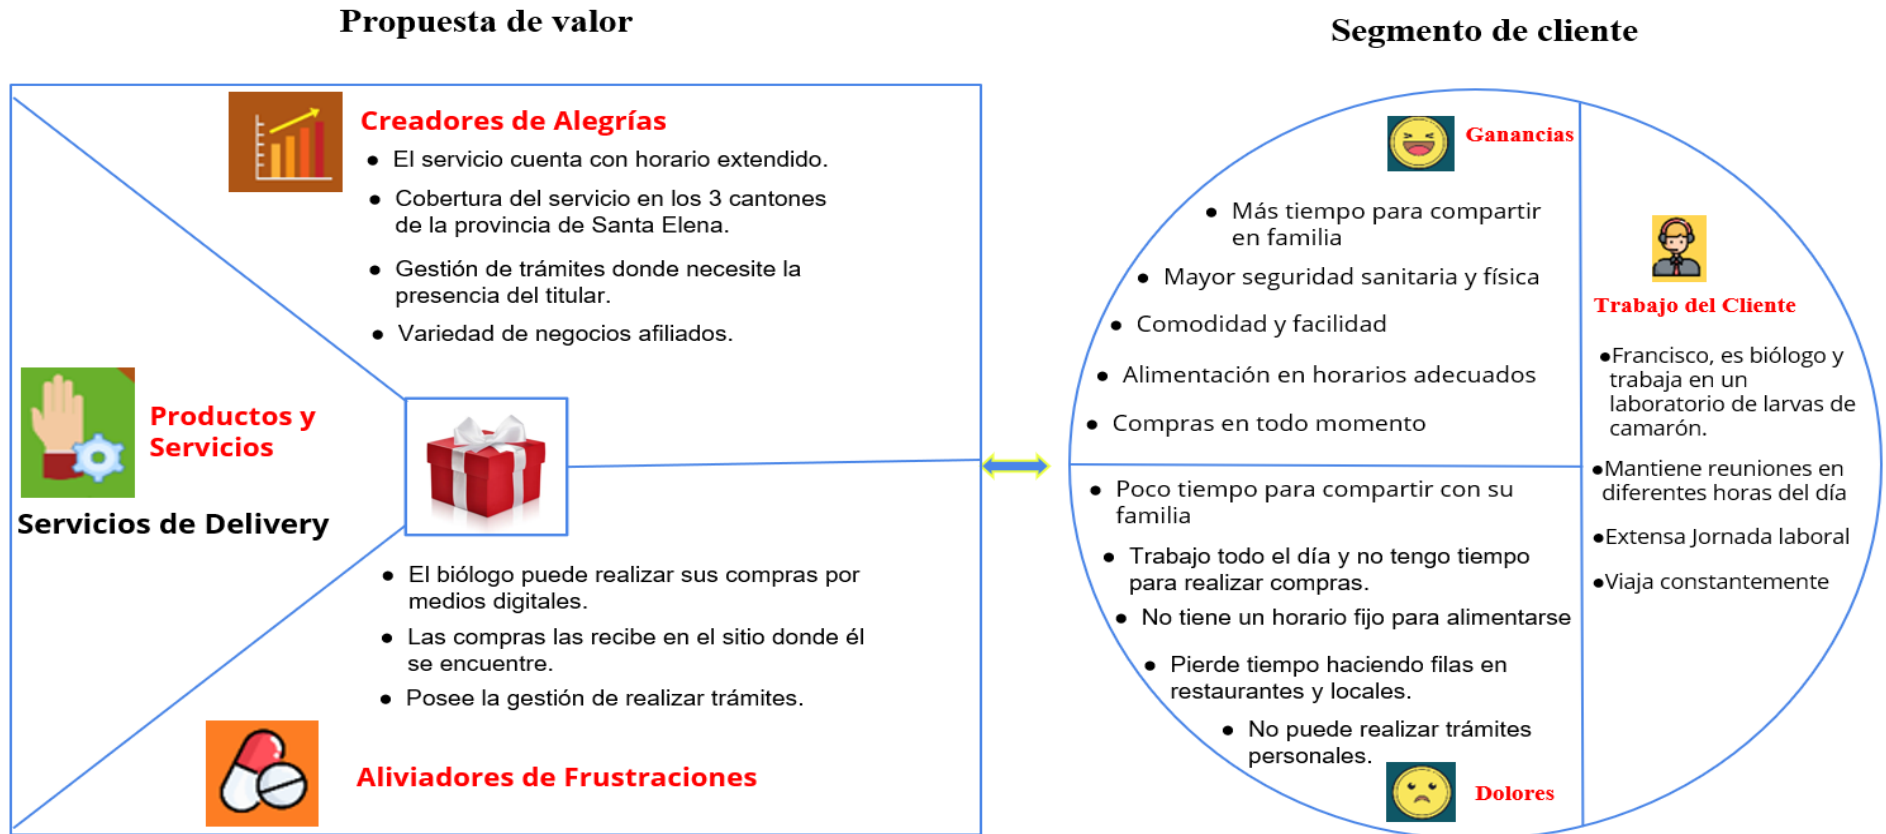 Propuesta de valor
Creadores de Alegrías
● El servicio cuenta con horario extendido.
● Cobertura del servicio en los 3 cantones
de la provincia de Santa Elena.
● Gestión de trámites donde necesite la
presencia del titular.
● Variedad de negocios afiliados.
Productos y
Servicios
Servicios de Delivery
● El biólogo puede realizar sus compras por
medios digitales.
● Las compras las recibe en el sitio donde él
se encuentre.
● Posee la gestión de realizar trámites.
Aliviadores de Frustraciones
Segmento de cliente
Ganancias
● Más tiempo para compartir
en familia
● Mayor seguridad sanitaria y física
● Comodidad y facilidad
● Alimentación en horarios adecuados
● Compras en todo momento
● Poco tiempo para compartir con su
familia
● Trabajo todo el día y no tengo tiempo
para realizar compras.
● No tiene un horario fijo para alimentarse
● Pierde tiempo haciendo filas en
restaurantes y locales.
● No puede realizar trámites
personales.
Dolores
Trabajo del Cliente
●Francisco, es biólogo y
trabaja en un
laboratorio de larvas de
camarón.
●Mantiene reuniones en
diferentes horas del día
●Extensa Jornada laboral
●Viaja constantemente